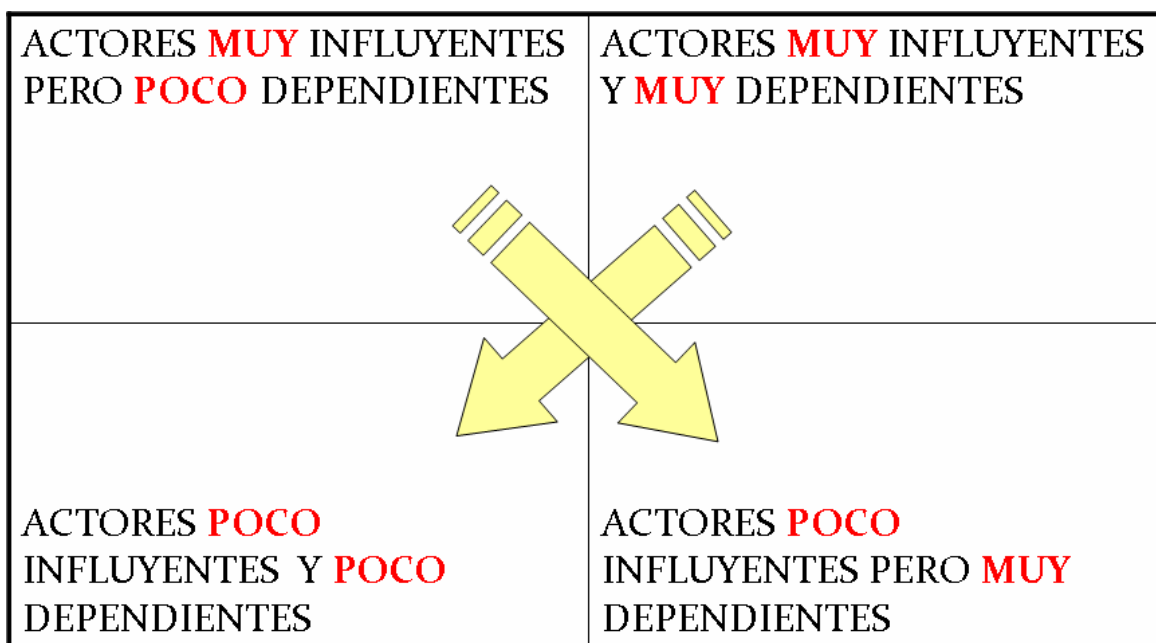 ACTORES MUY INFLUYENTES
PERO POCO DEPENDIENTES
ACTORES MUY INFLUYENTES
Y MUY DEPENDIENTES
ACTORES POCO
INFLUYENTES Y POCO
DEPENDIENTES
ACTORES POCO
INFLUYENTES PERO MUY
DEPENDIENTES